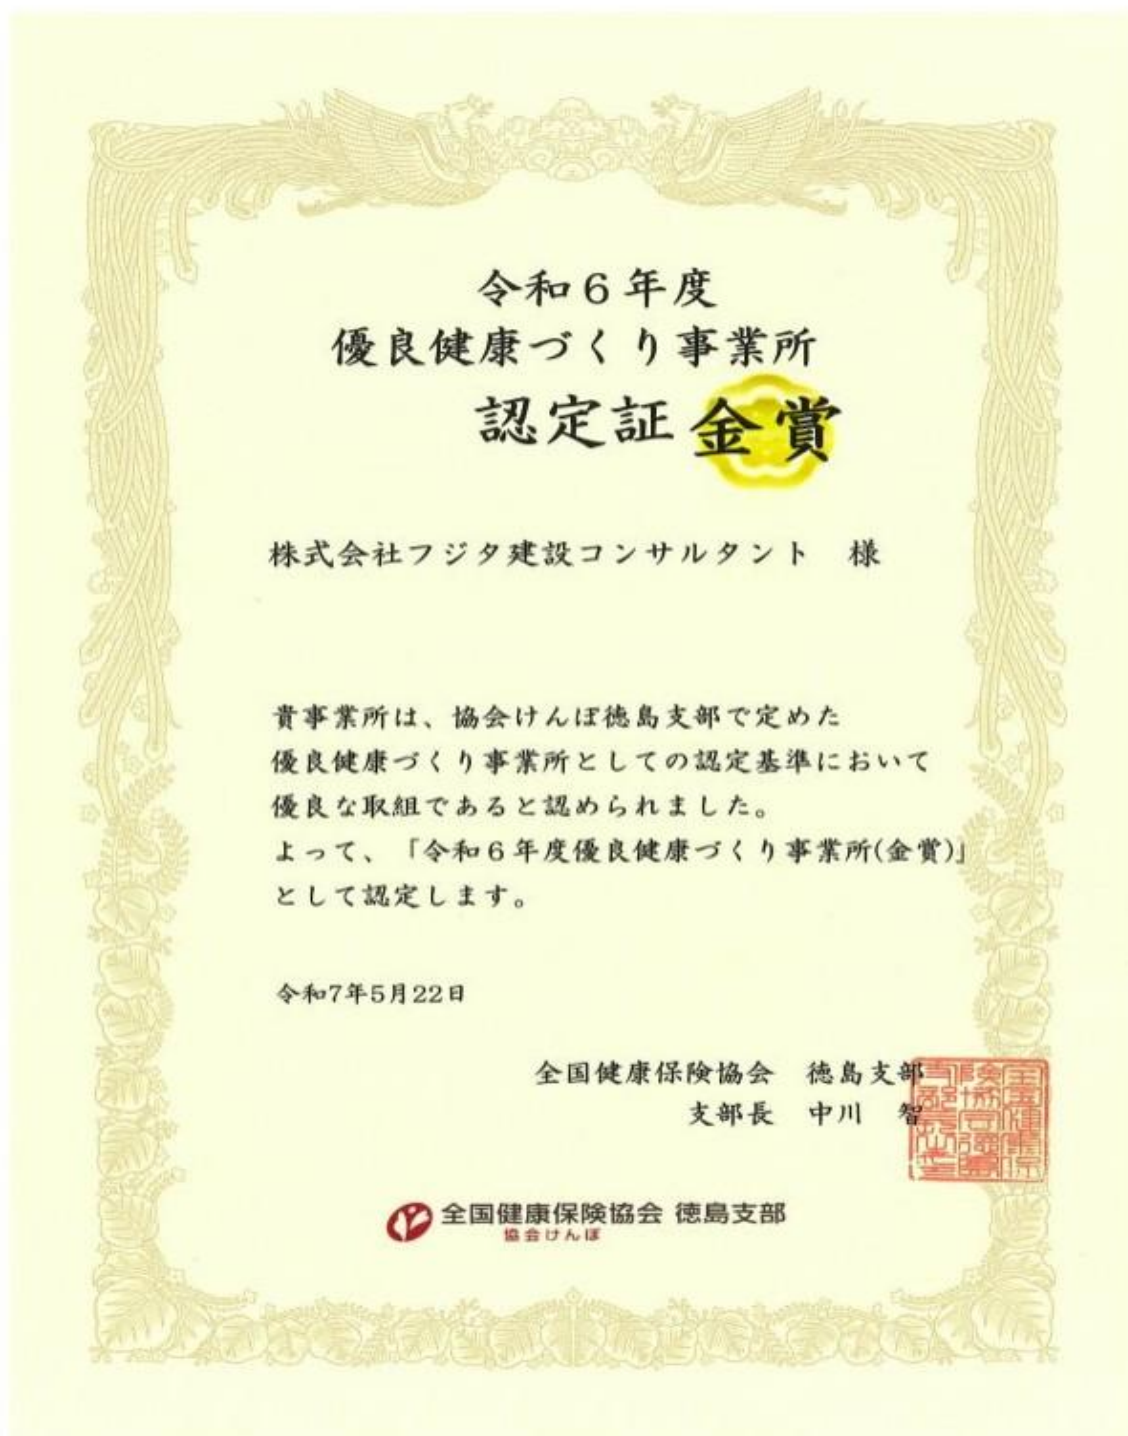 令和６年度
優良健康づくり事業所
認定証 金賞
株式会社フジタ建設コンサルタント　様
貴事業所は、協会けんぽ徳島支部で定めた
優良健康づくり事業所としての認定基準において
優良な取組であると認められました。
よって、「令和６年度優良健康づくり事業所(金賞)」
として認定します。
令和7年5月22日
全国健康保険協会　徳島支部
支部長　中川　智
全国健康保険協会 徳島支部
協会けんぽ